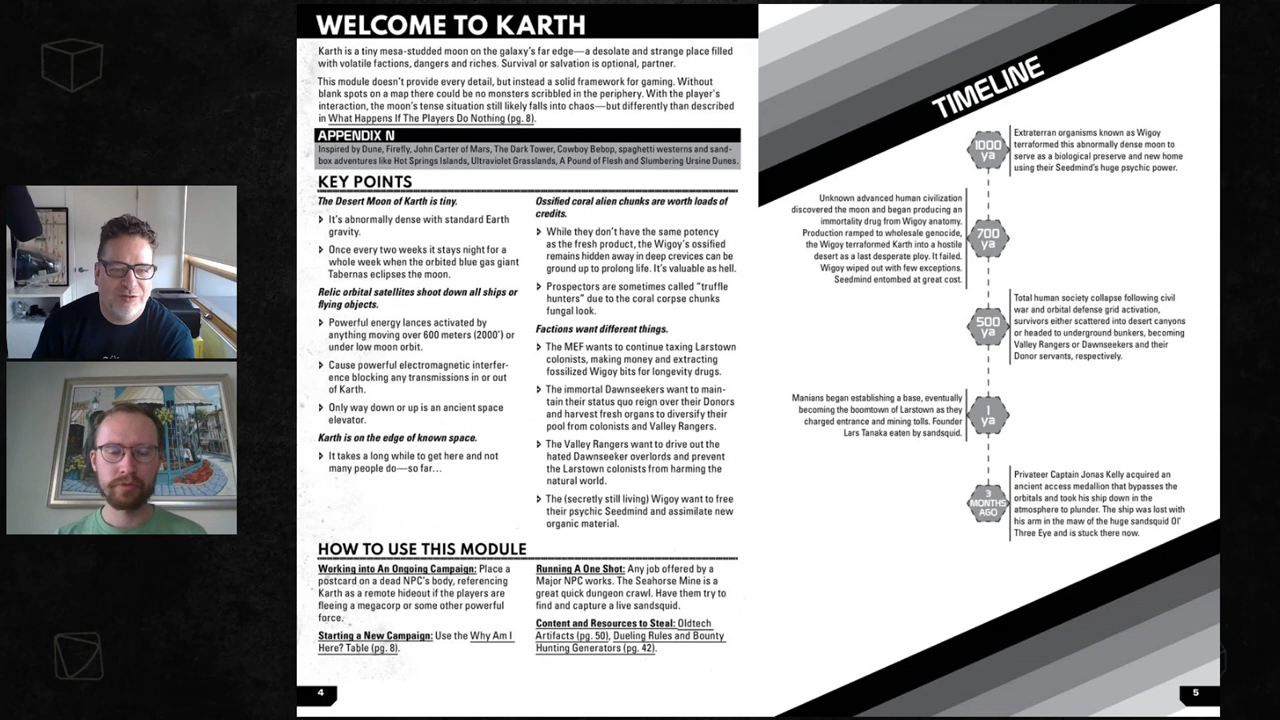 WELCOME TO KARTH
Karth is a tiny mesa-studded moon on the galaxy's far edge—a desolate and strange place filled
with volatile factions, dangers and riches. Survival or salvation is optional, partner.
This module doesn't provide every detail, but instead a solid framework for gaming. Without
blank spots on a map there could be no monsters scribbled in the periphery. With the player's
interaction, the moon's tense situation still likely falls into chaos—but differently than described
in What Happens If The Players Do Nothing (pg. 8).
APPENDIX N
Inspired by Dune, Firefly, John Carter of Mars, The Dark Tower, Cowboy Bebop, spaghetti westerns and sand-
box adventures like Hot Springs Islands, Ultraviolet Grasslands, A Pound of Flesh and Slumbering Ursine Dunes.
KEY POINTS
The Desert Moon of Karth is tiny.
It's abnormally dense with standard Earth
gravity.
Once every two weeks it stays night for a
whole week when the orbited blue gas giant
Tabernas eclipses the moon.
Relic orbital satellites shoot down all ships or
flying objects.
Powerful energy lances activated by
anything moving over 600 meters (2000') or
under low moon orbit.
Cause powerful electromagnetic interfer-
ence blocking any transmissions in or out
of Karth.
Only way down or up is an ancient space
elevator.
Karth is on the edge of known space.
It takes a long while to get here and not
many people do—so far...
Ossified coral alien chunks are worth loads of
credits.
While they don't have the same potency
as the fresh product, the Wigoy's ossified
remains hidden away in deep crevices can be
ground up to prolong life. It's valuable as hell.
Prospectors are sometimes called "truffle
hunters" due to the coral corpse chunks
fungal look.
Factions want different things.
The MEF wants to continue taxing Larstown
colonists, making money and extracting
fossilized Wigoy bits for longevity drugs.
The immortal Dawnseekers want to main-
tain their status quo reign over their Donors
and harvest fresh organs to diversify their
pool from colonists and Valley Rangers.
The Valley Rangers want to drive out the
hated Dawnseeker overlords and prevent
the Larstown colonists from harming the
natural world.
The (secretly still living) Wigoy want to free
their psychic Seedmind and assimilate new
organic material.
HOW TO USE THIS MODULE
Working into An Ongoing Campaign: Place a
postcard on a dead NPC's body, referencing
Karth as a remote hideout if the players are
fleeing a megacorp or some other powerful
force.
Starting a New Campaign: Use the Why Am I
Here? Table (pg. 8).
Running A One Shot: Any job offered by a
Major NPC works. The Seahorse Mine is a
great quick dungeon crawl. Have them try to
find and capture a live sandsquid.
Content and Resources to Steal: Oldtech
Artifacts (pg. 50), Dueling Rules and Bounty
Hunting Generators (pg. 42).
4
TIMELINE
1000
ya
Extraterran organisms known as Wigoy
terraformed this abnormally dense moon to
serve as a biological preserve and new home
using their Seedmind's huge psychic power.
Unknown advanced human civilization
discovered the moon and began producing an
immortality drug from Wigoy anatomy.
Production ramped to wholesale genocide,
the Wigoy terraformed Karth into a hostile
desert as a last desperate ploy. It failed.
Wigoy wiped out with few exceptions.
Seedmind entombed at great cost.
700
ya
500
ya
Total human society collapse following civil
war and orbital defense grid activation,
survivors either scattered into desert canyons
or headed to underground bunkers, becoming
Valley Rangers or Dawnseekers and their
Donor servants, respectively.
Manians began establishing a base, eventually
becoming the boomtown of Larstown as they
charged entrance and mining tolls. Founder
Lars Tanaka eaten by sandsquid.
1
ya
3
MONTHS
AGO
Privateer Captain Jonas Kelly acquired an
ancient access medallion that bypasses the
orbitals and took his ship down in the
atmosphere to plunder. The ship was lost with
his arm in the maw of the huge sandsquid Ol'
Three Eye and is stuck there now.
5